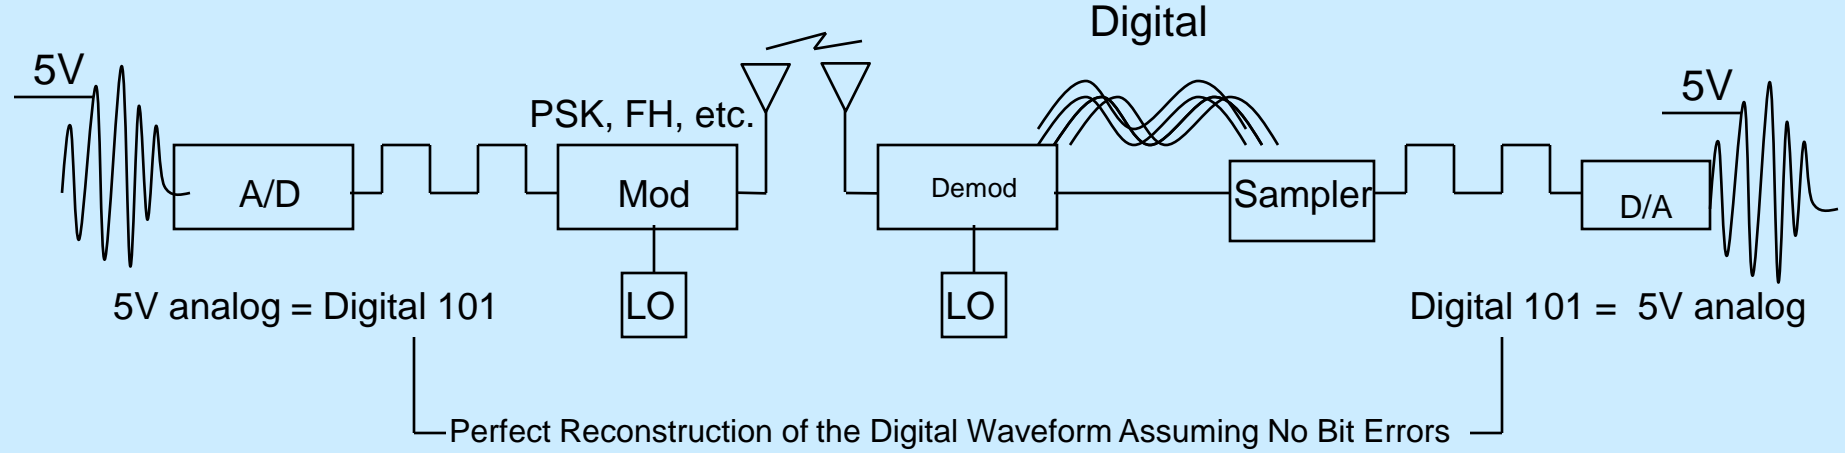 Digital
5V
5V
PSK, FH, etc.
A/D
Mod
Demod
Sampler
D/A
LO
LO
5V analog = Digital 101
Digital 101 = 5V analog
Perfect Reconstruction of the Digital Waveform Assuming No Bit Errors